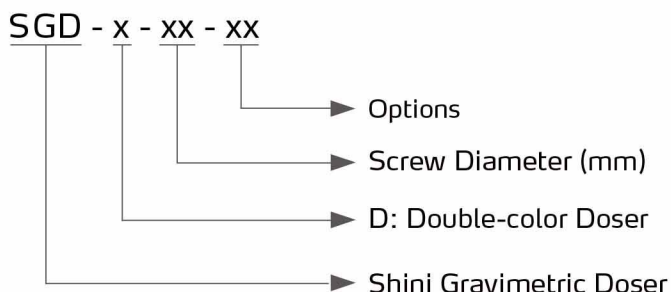 SGD - x - xx - xx
Options
Screw Diameter (mm)
D: Double-color Doser
Shini Gravimetric Doser